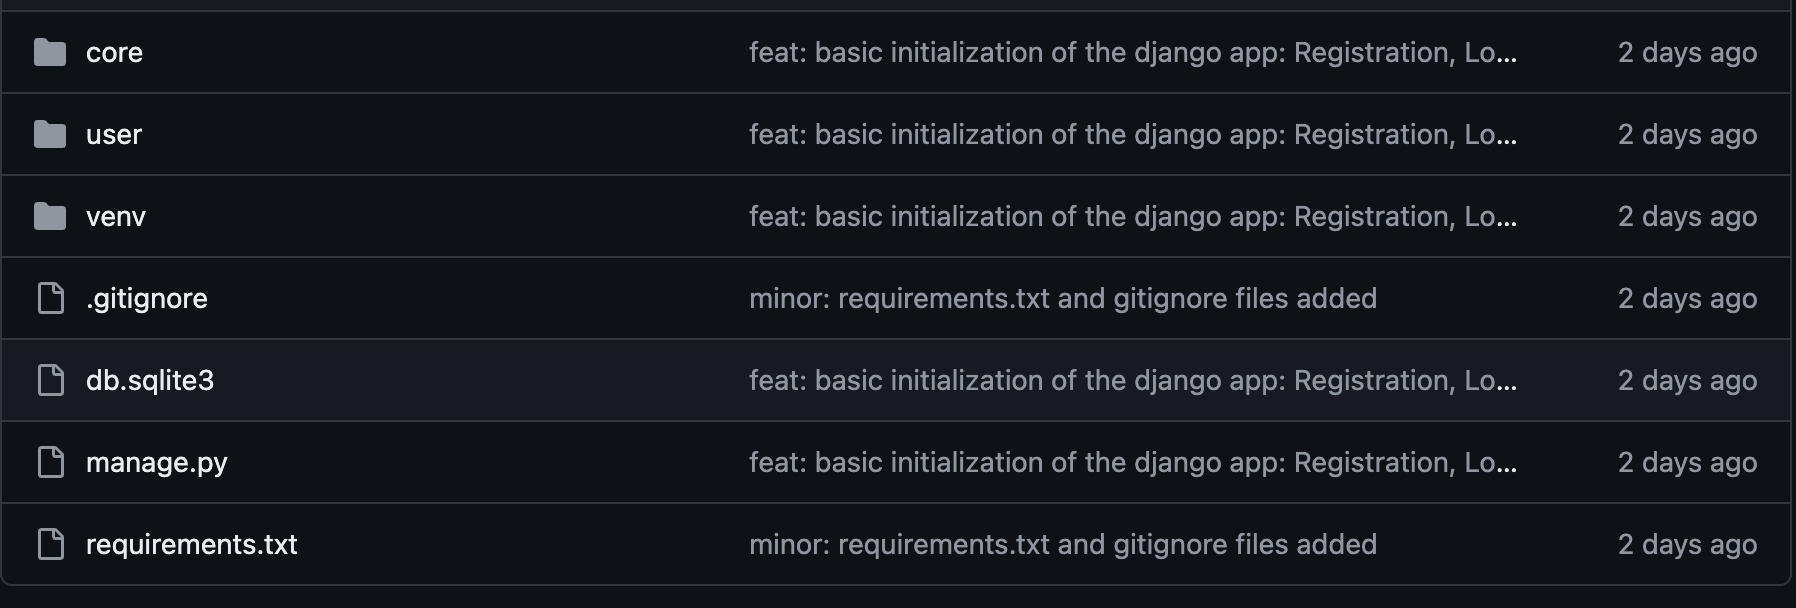 core feat: basic initialization of the django app: Registration, Lo... 2 days ago
user feat: basic initialization of the django app: Registration, Lo... 2 days ago
venv feat: basic initialization of the django app: Registration, Lo... 2 days ago
.gitignore minor: requirements.txt and gitignore files added 2 days ago
db.sqlite3 feat: basic initialization of the django app: Registration, Lo... 2 days ago
manage.py feat: basic initialization of the django app: Registration, Lo... 2 days ago
requirements.txt minor: requirements.txt and gitignore files added 2 days ago